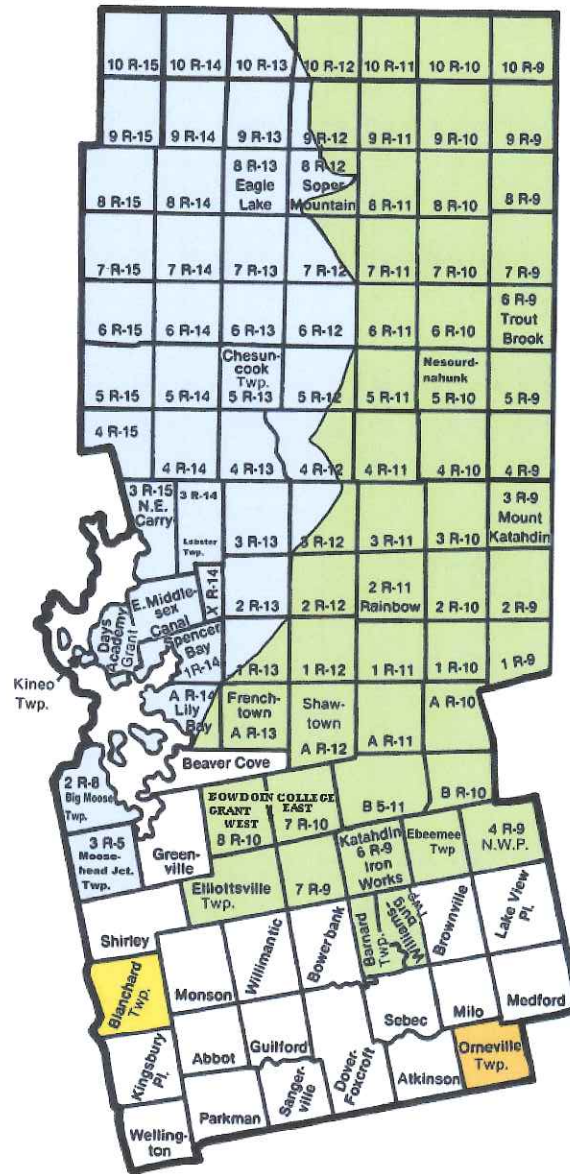 10 R-15 10 R-14 10 R-13 10 R-12 10 R-11 10 R-10 10 R-9
9 R-15 9 R-14 9 R-13 9 R-12 9 R-11 9 R-10 9 R-9
8 R-15 8 R-14
8 R-13
Eagle
Lake
8 R-12
Soper
Mountain
8 R-11 8 R-10 8 R-9
7 R-15 7 R-14 7 R-13 7 R-12 7 R-11 7 R-10 7 R-9
6 R-15 6 R-14 6 R-13 6 R-12 6 R-11 6 R-10
6 R-9
Trout
Brook
5 R-15 5 R-14
Chesun-
cook
Twp.
5 R-13
5 R-12 5 R-11
Nesourd-
nahunk
5 R-10
5 R-9
4 R-15 4 R-14 4 R-13 4 R-12 4 R-11 4 R-10 4 R-9
3 R-15
N.E.
Carry
3 R-14
Lobster
Twp.
3 R-13 3 R-12 3 R-11 3 R-10
3 R-9
Mount
Katahdin
Days
Academy
Grant
E. Middle-
sex
Canal
X R-14
2 R-13 2 R-12
2 R-11
Rainbow
2 R-10 2 R-9
Kineo
Twp.
Spencer
Bay
1R-14
1 R-13 1 R-12 1 R-11 1 R-10 1 R-9
A R-14
Lily
Bay
French-
town
A R-13
Shaw-
town
A R-12
A R-11
A R-10
Beaver Cove
2 R-8
Big Moose
Twp.
3 R-5
Moose-
head Jct.
Twp.
Green-
ville
BOWDOIN COLLEGE
GRANT EAST
WEST 7 R-10
8 R-10
B 5-11
B R-10
Elliottsville
Twp.
7 R-9
Katahdin
6 R-9
Iron
Works
Ebeemee
Twp
4 R-9
N.W.P.
Shirley
Willimantic
Bowerbank
Barnard
Twp.
Williams-
burg
Twp.
Brownville
Lake View
Pl.
Blanchard
Twp.
Monson
Sebec
Milo
Medford
Kingsbury
Pl.
Abbot
Guilford
Sanger-
ville
Dover-
Foxcroft
Atkinson
Orneville
Twp.
Welling-
ton
Parkman